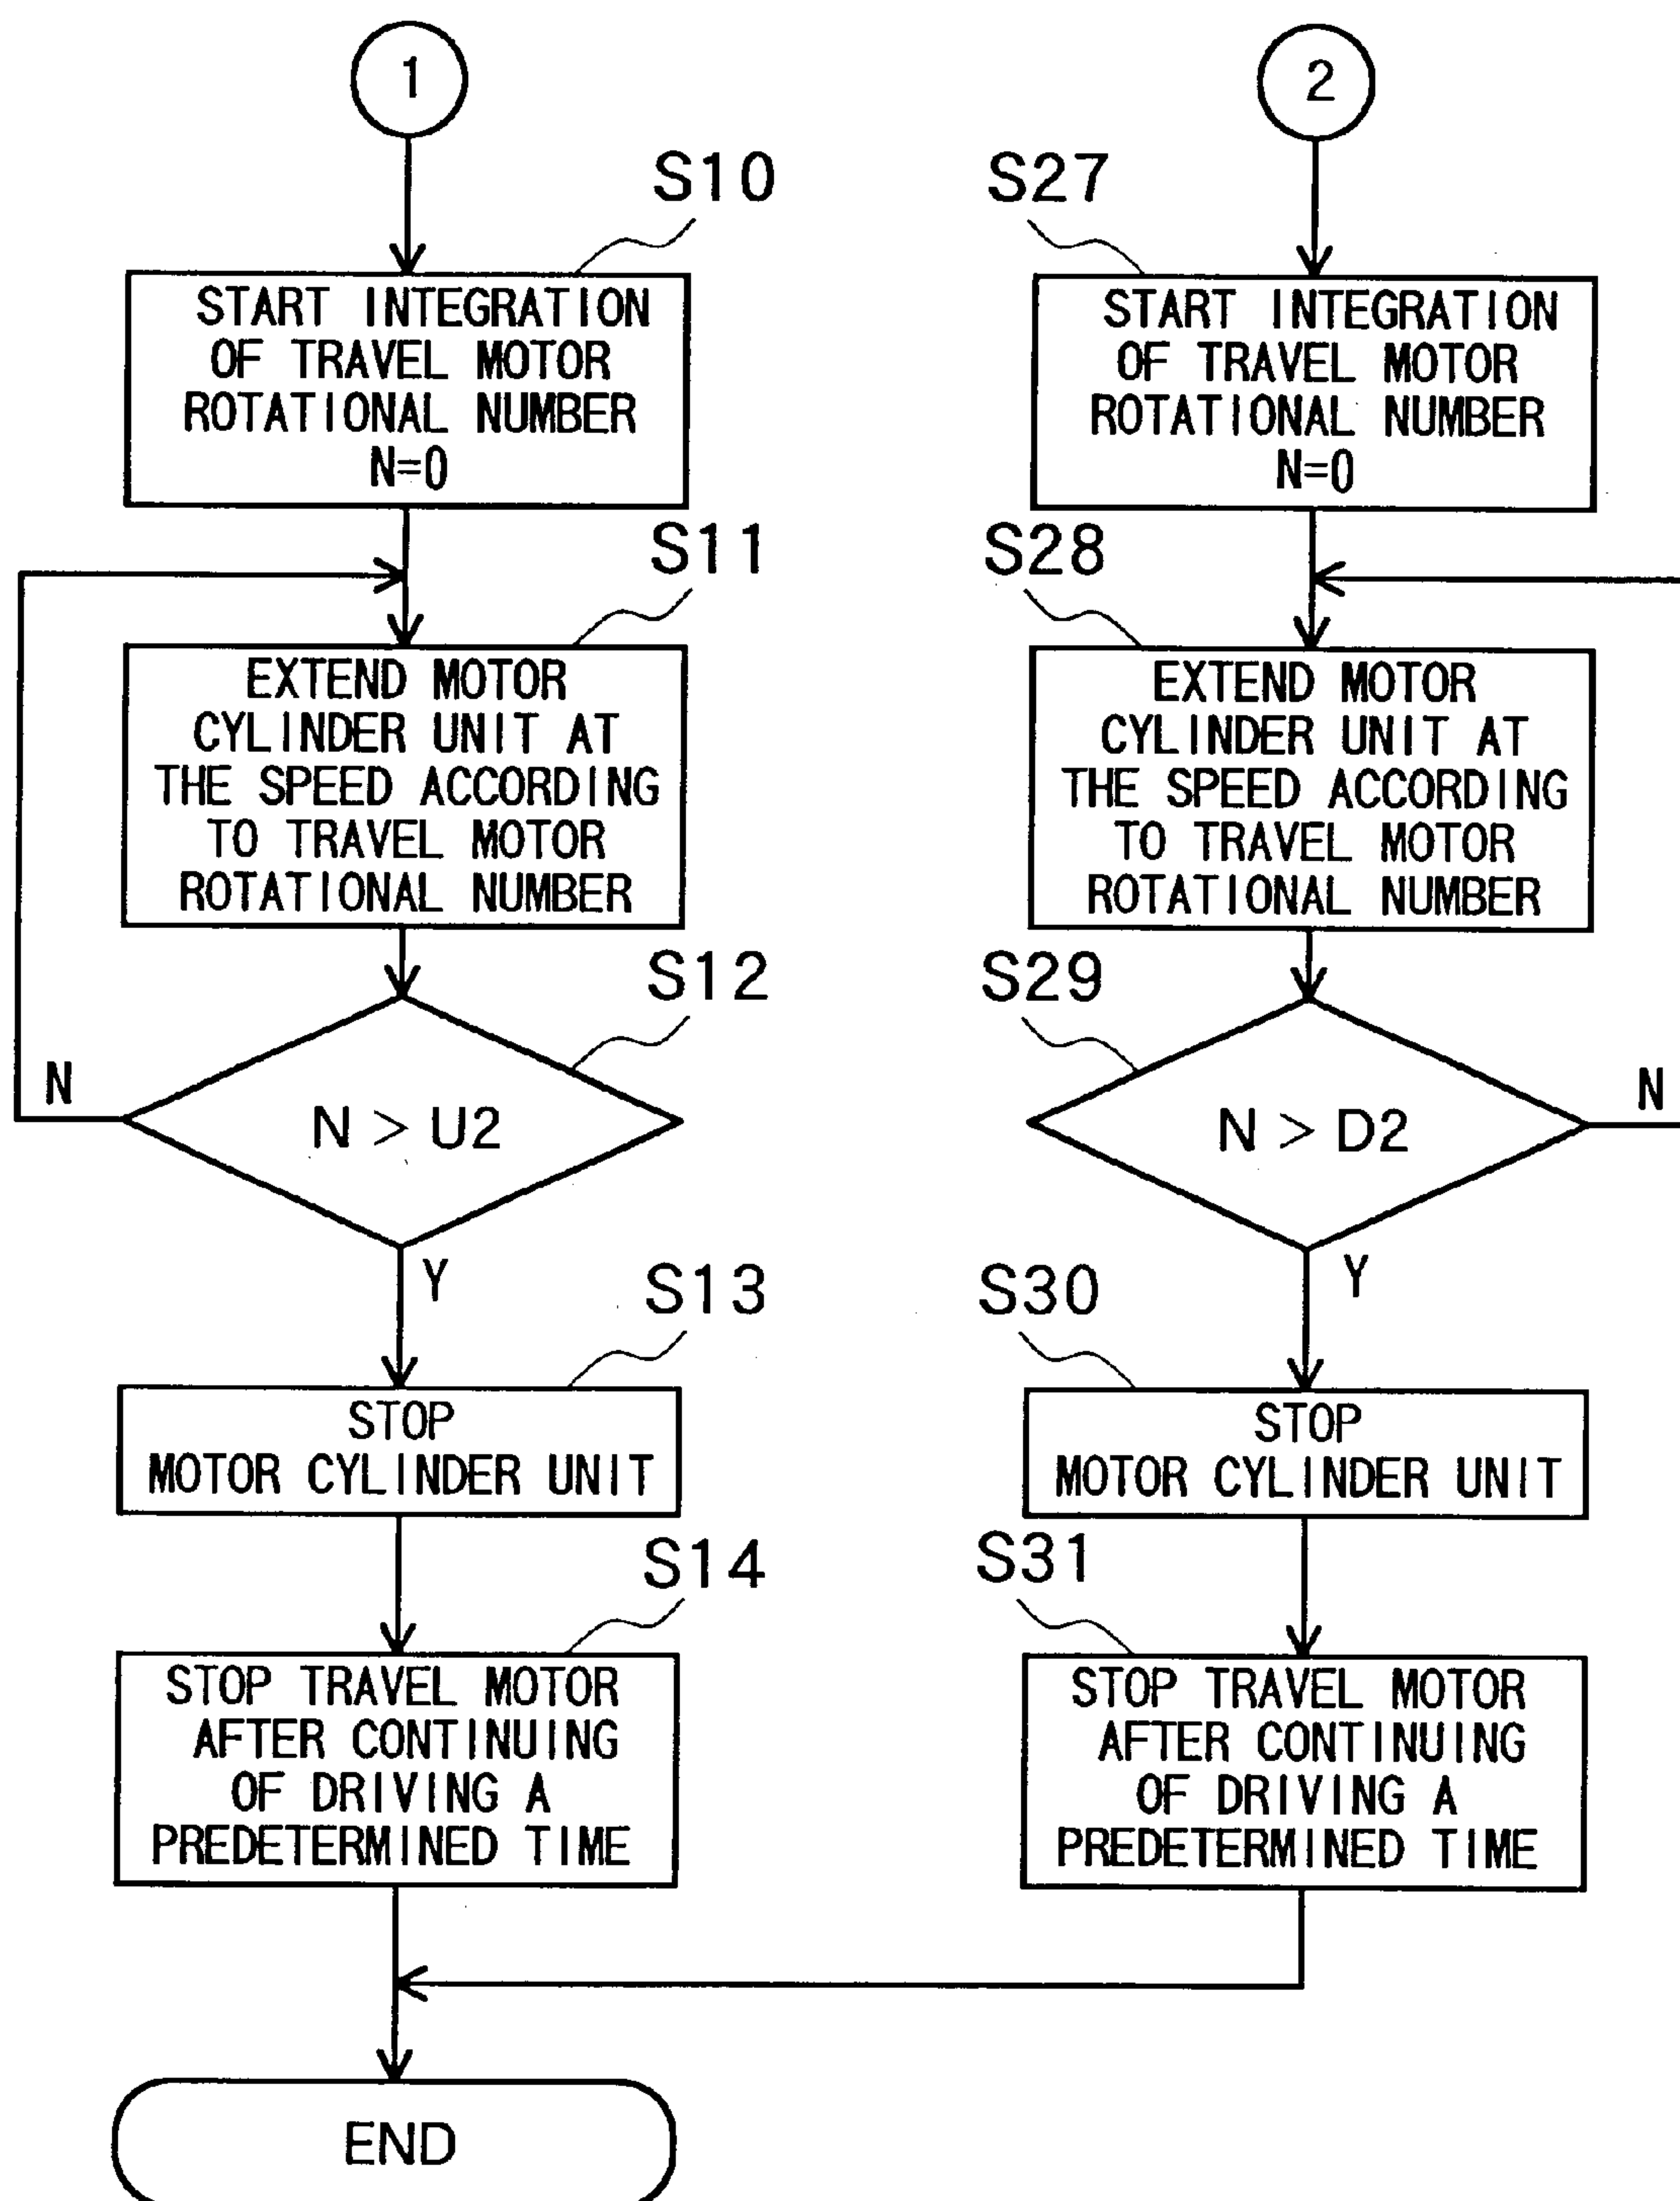 1
S10
START INTEGRATION
OF TRAVEL MOTOR
ROTATIONAL NUMBER
N=0
S11
EXTEND MOTOR
CYLINDER UNIT AT
THE SPEED ACCORDING
TO TRAVEL MOTOR
ROTATIONAL NUMBER
S12
N > U2
N
Y
S13
STOP
MOTOR CYLINDER UNIT
S14
STOP TRAVEL MOTOR
AFTER CONTINUING
OF DRIVING A
PREDETERMINED TIME
END
2
S27
START INTEGRATION
OF TRAVEL MOTOR
ROTATIONAL NUMBER
N=0
S28
EXTEND MOTOR
CYLINDER UNIT AT
THE SPEED ACCORDING
TO TRAVEL MOTOR
ROTATIONAL NUMBER
S29
N > D2
N
Y
S30
STOP
MOTOR CYLINDER UNIT
S31
STOP TRAVEL MOTOR
AFTER CONTINUING
OF DRIVING A
PREDETERMINED TIME